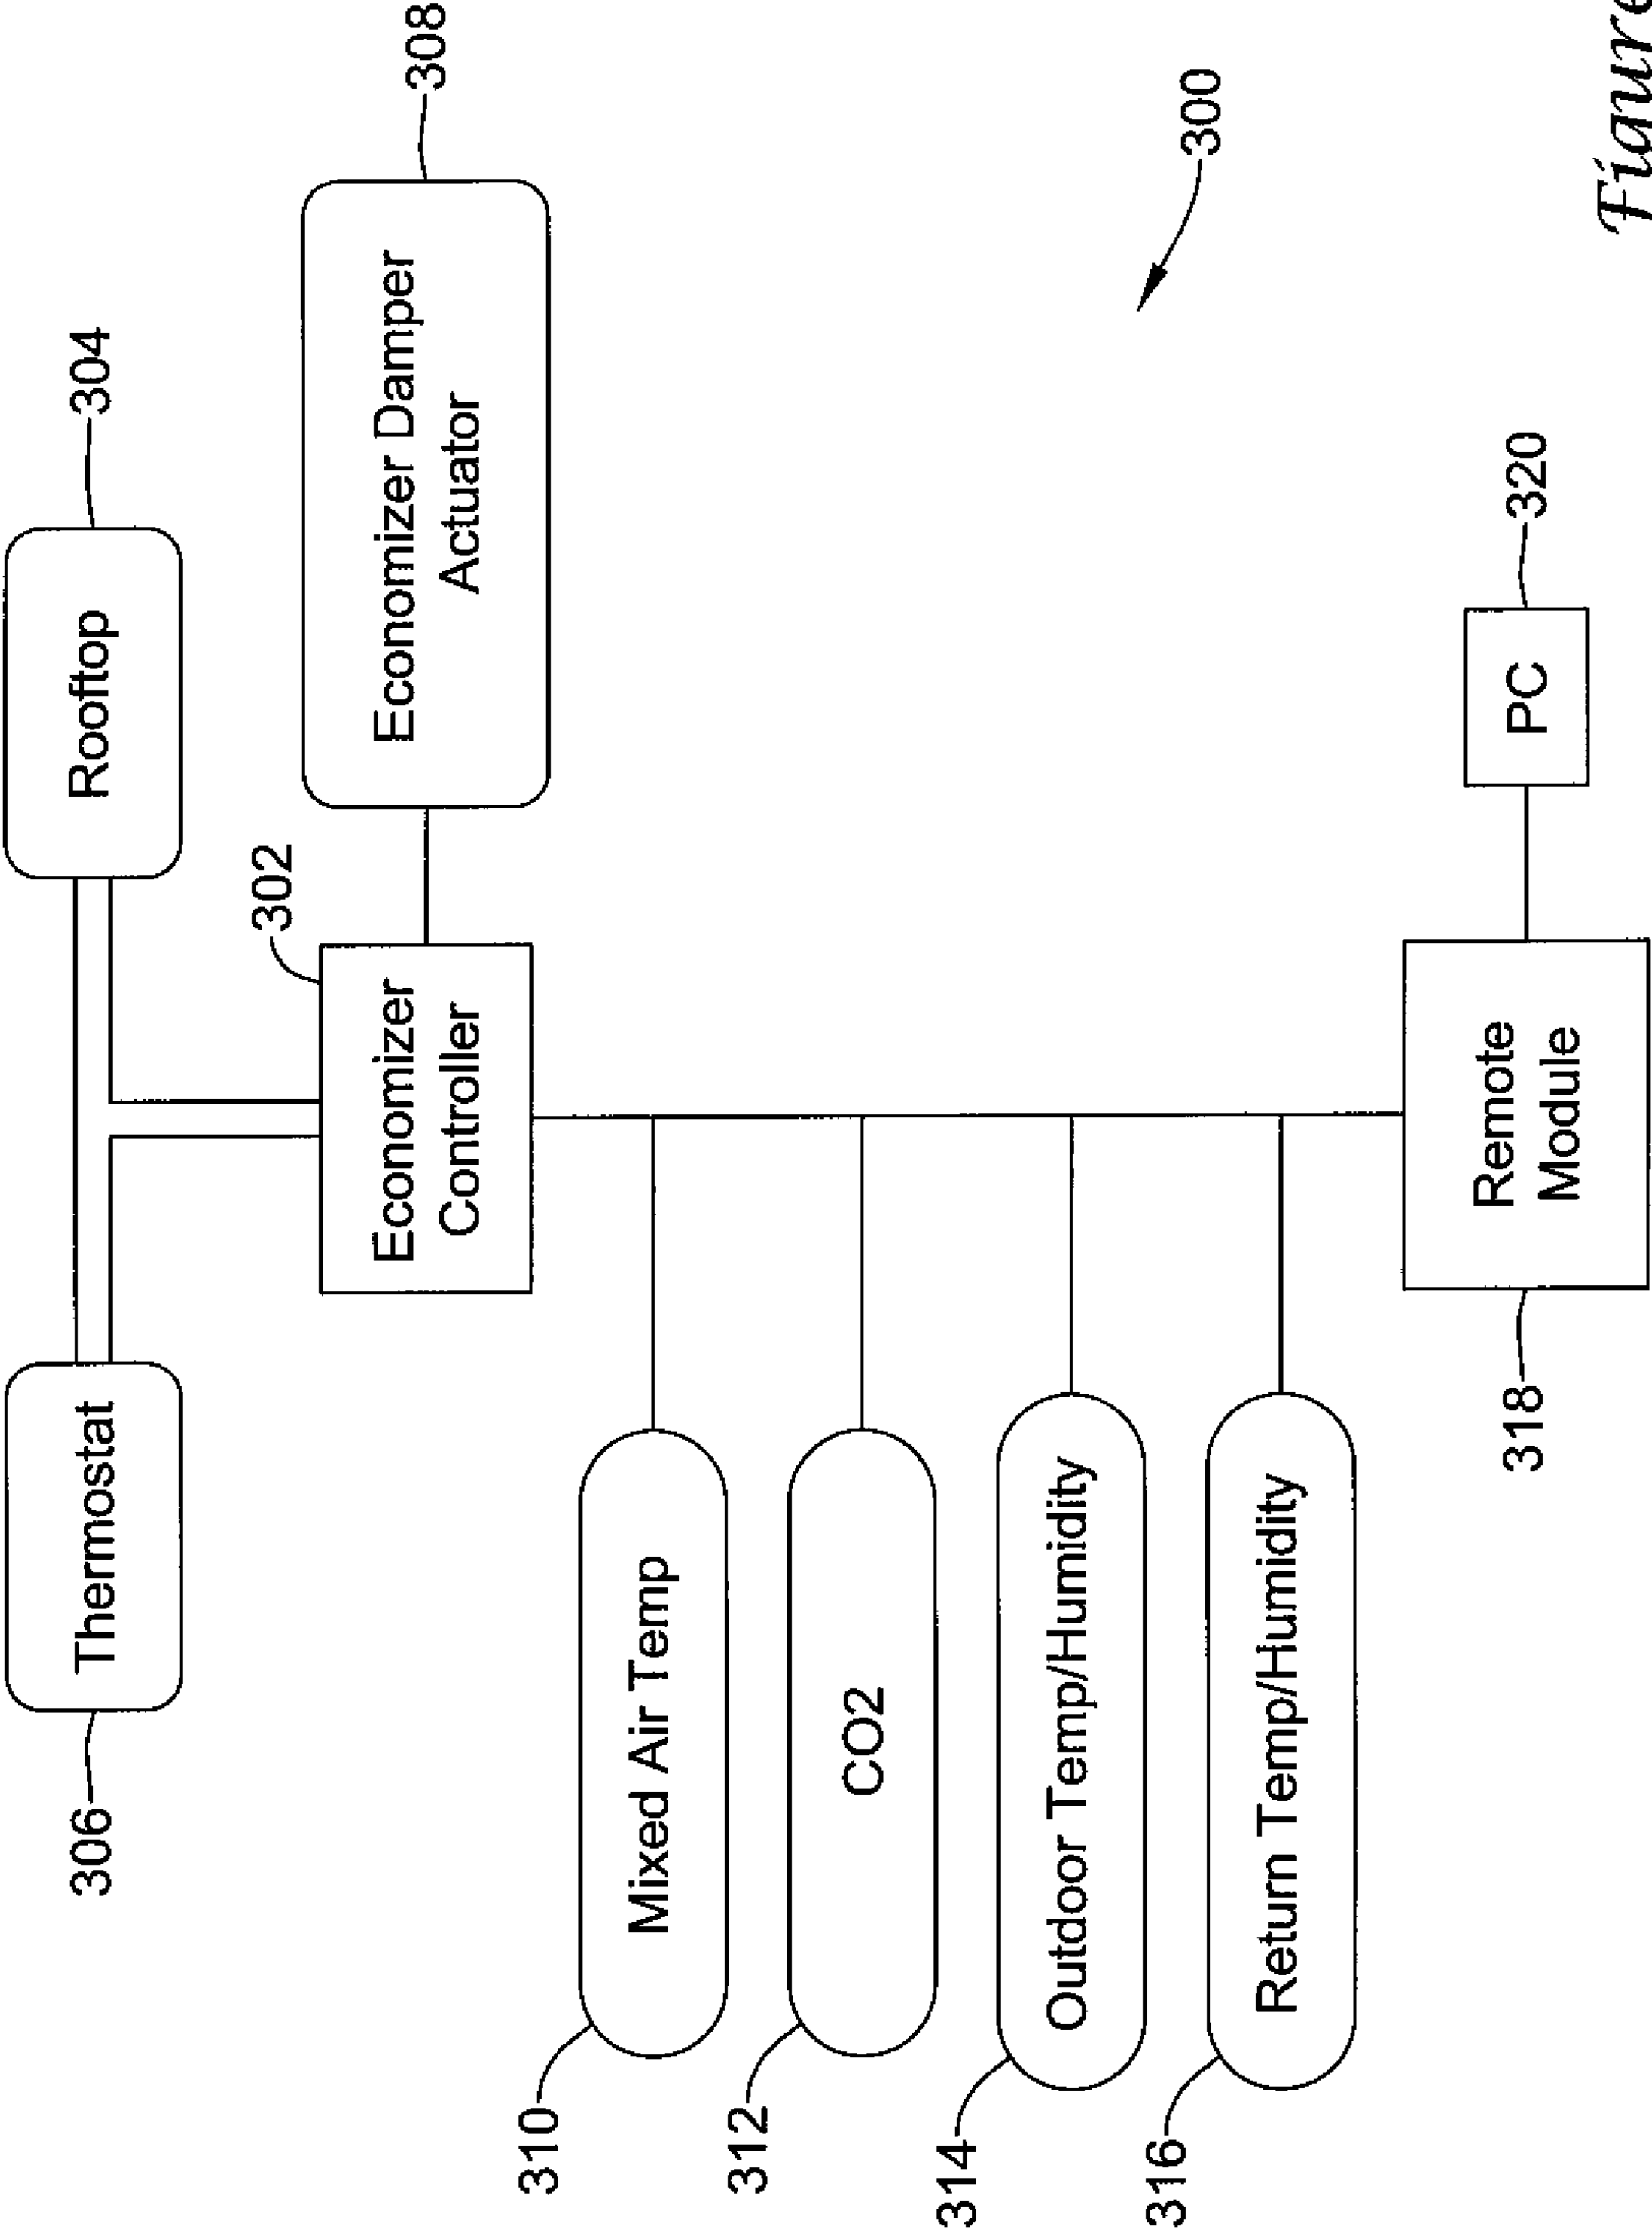 306
Thermostat
Rooftop
304
302
Economizer
Controller
Economizer Damper
Actuator
308
310
Mixed Air Temp
312
CO2
314
Outdoor Temp/Humidity
316
Return Temp/Humidity
300
318
Remote
Module
PC
320
Figure